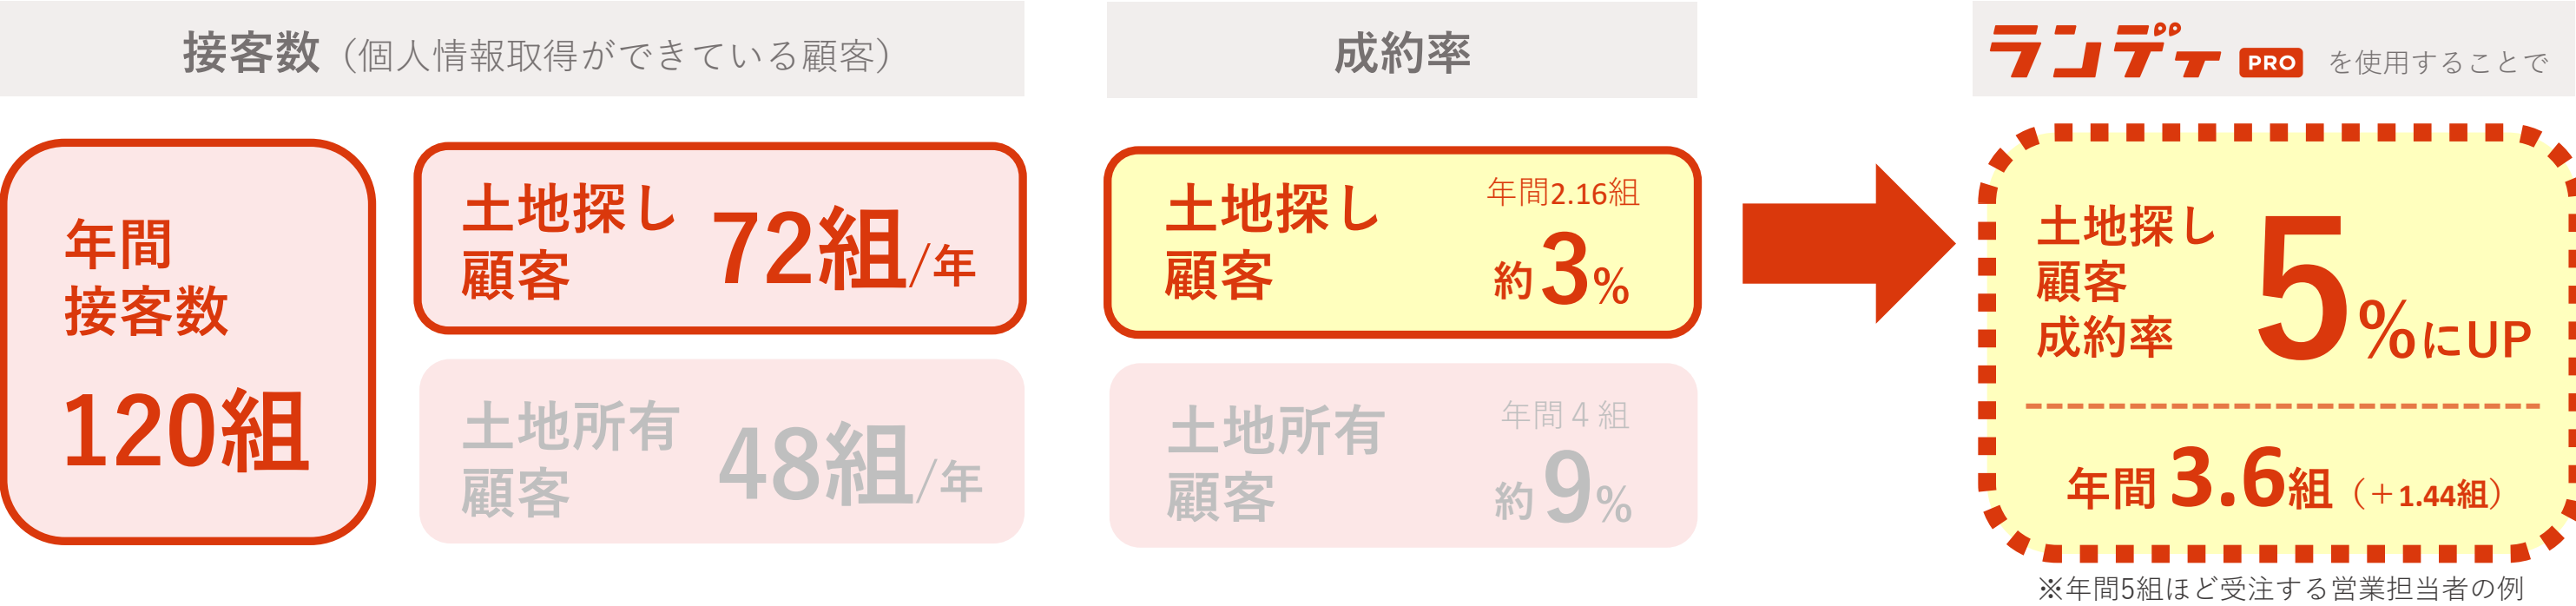 接客数（個人情報取得ができている顧客）
年間
接客数
120組
土地探し
顧客
72組/年
土地所有
顧客
48組/年
成約率
土地探し
顧客
年間2.16組
約3%
土地所有
顧客
年間4組
約9%
ランディ PRO を使用することで
土地探し
顧客
成約率
5%にUP
年間3.6組（＋1.44組）
※年間5組ほど受注する営業担当者の例